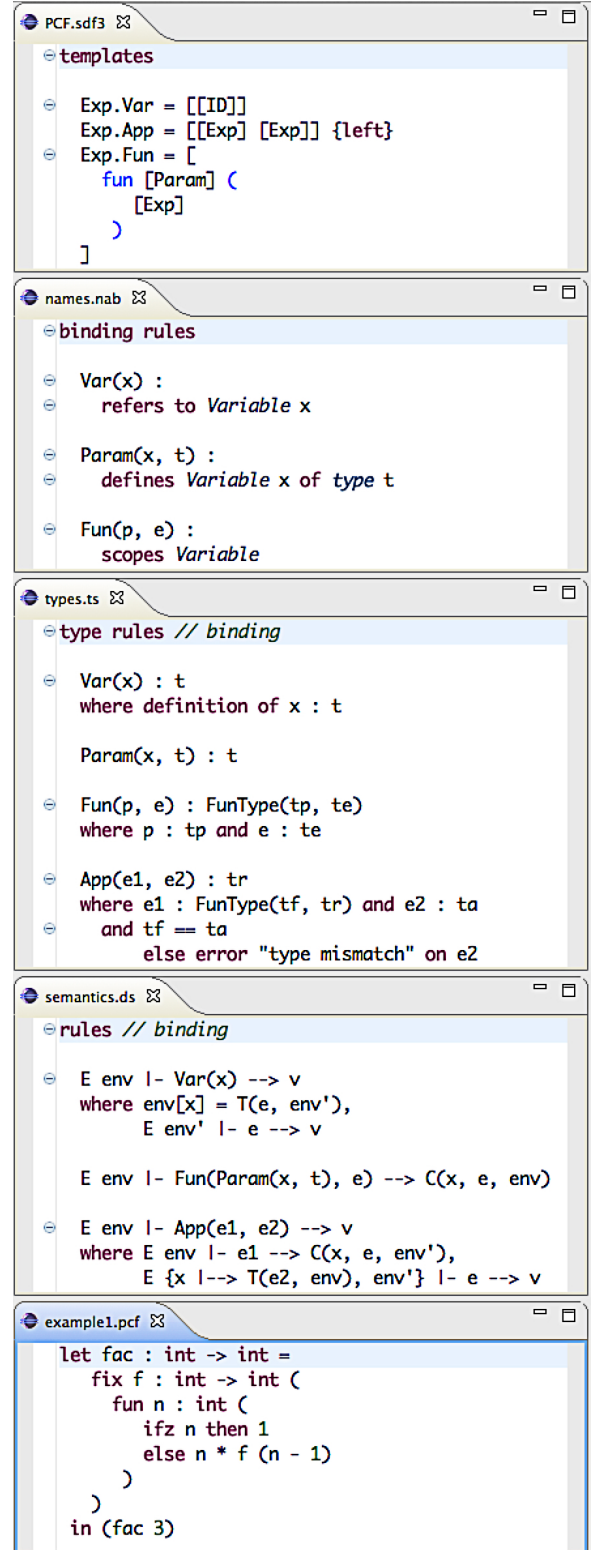 PCF.sdf3
templates
Exp.Var = [[ID]]
Exp.App = [[Exp] [Exp]] {left}
Exp.Fun = [
fun [Param] (
[Exp]
)
]
names.nab
binding rules
Var(x) :
refers to Variable x
Param(x, t) :
defines Variable x of type t
Fun(p, e) :
scopes Variable
types.ts
type rules // binding
Var(x) : t
where definition of x : t
Param(x, t) : t
Fun(p, e) : FunType(tp, te)
where p : tp and e : te
App(e1, e2) : tr
where e1 : FunType(tf, tr) and e2 : ta
and tf == ta
else error "type mismatch" on e2
semantics.ds
rules // binding
E env |- Var(x) --> v
where env[x] = T(e, env'),
E env' |- e --> v
E env |- Fun(Param(x, t), e) --> C(x, e, env)
E env |- App(e1, e2) --> v
where E env |- e1 --> C(x, e, env'),
E {x |--> T(e2, env), env'} |- e --> v
example1.pcf
let fac : int -> int =
fix f : int -> int (
fun n : int (
ifz n then 1
else n * f (n - 1)
)
)
in (fac 3)